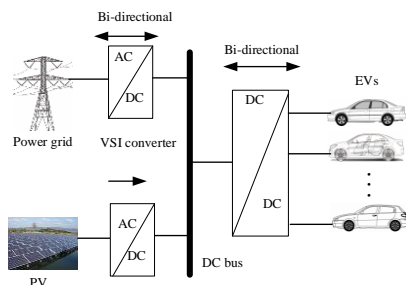 Bi-directional
AC
DC
Power grid
VSI converter
Bi-directional
DC
DC
EVs
AC
DC
PV
DC bus